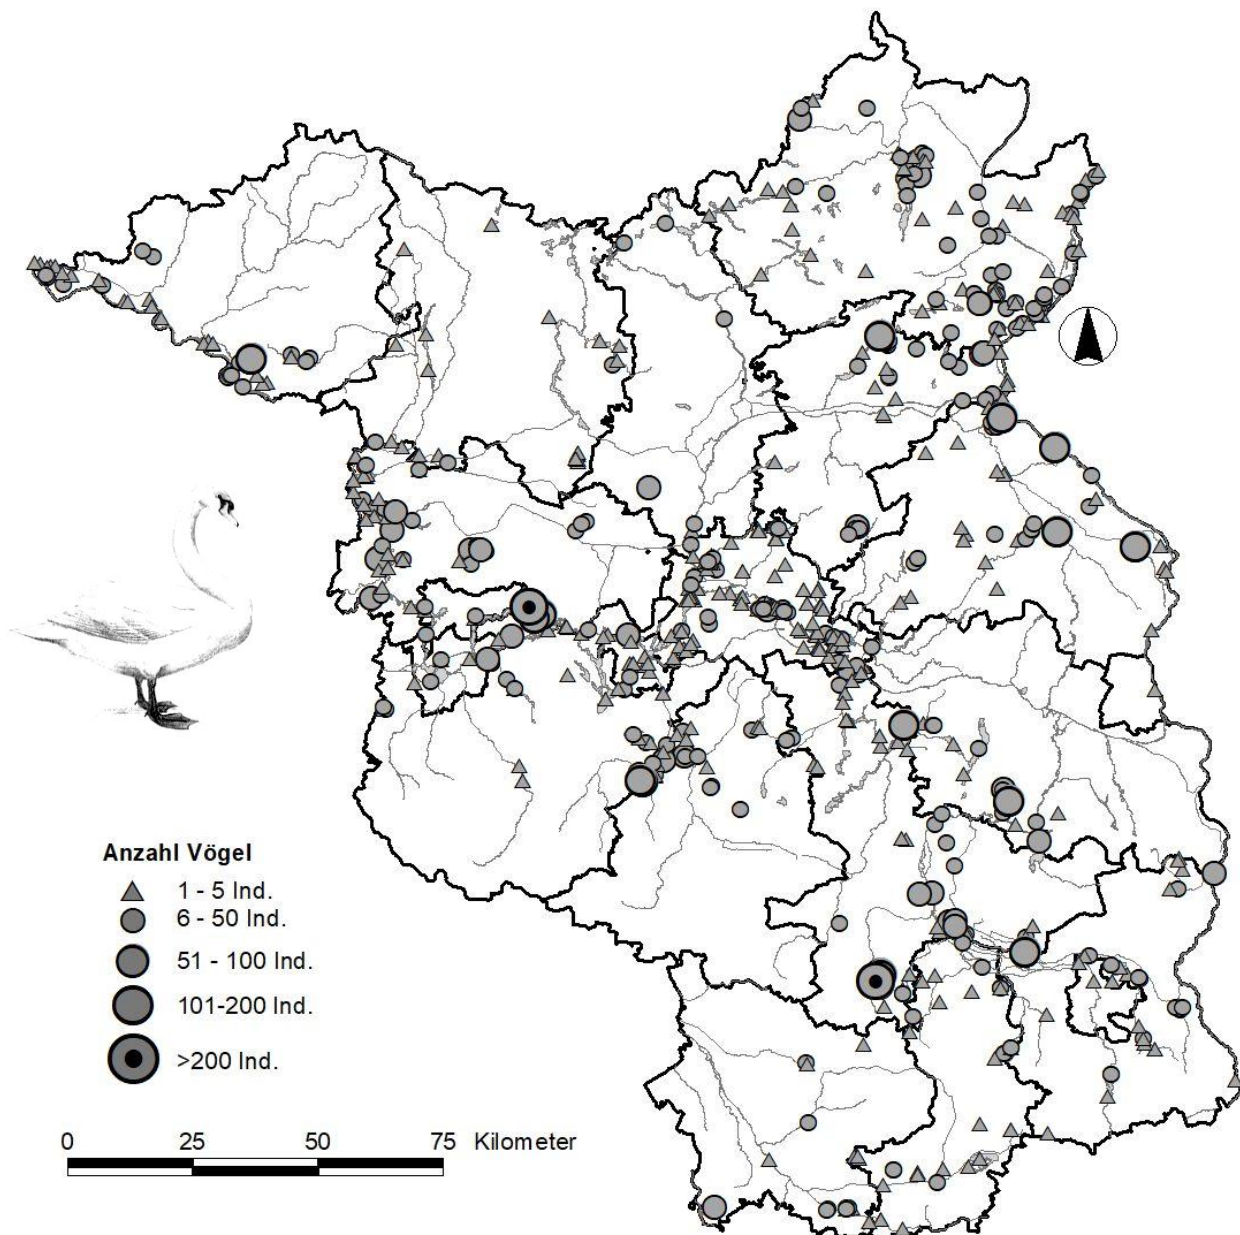 Anzahl Vögel
1 - 5 Ind.
6 - 50 Ind.
51 - 100 Ind.
101-200 Ind.
>200 Ind.
0 25 50 75 Kilometer